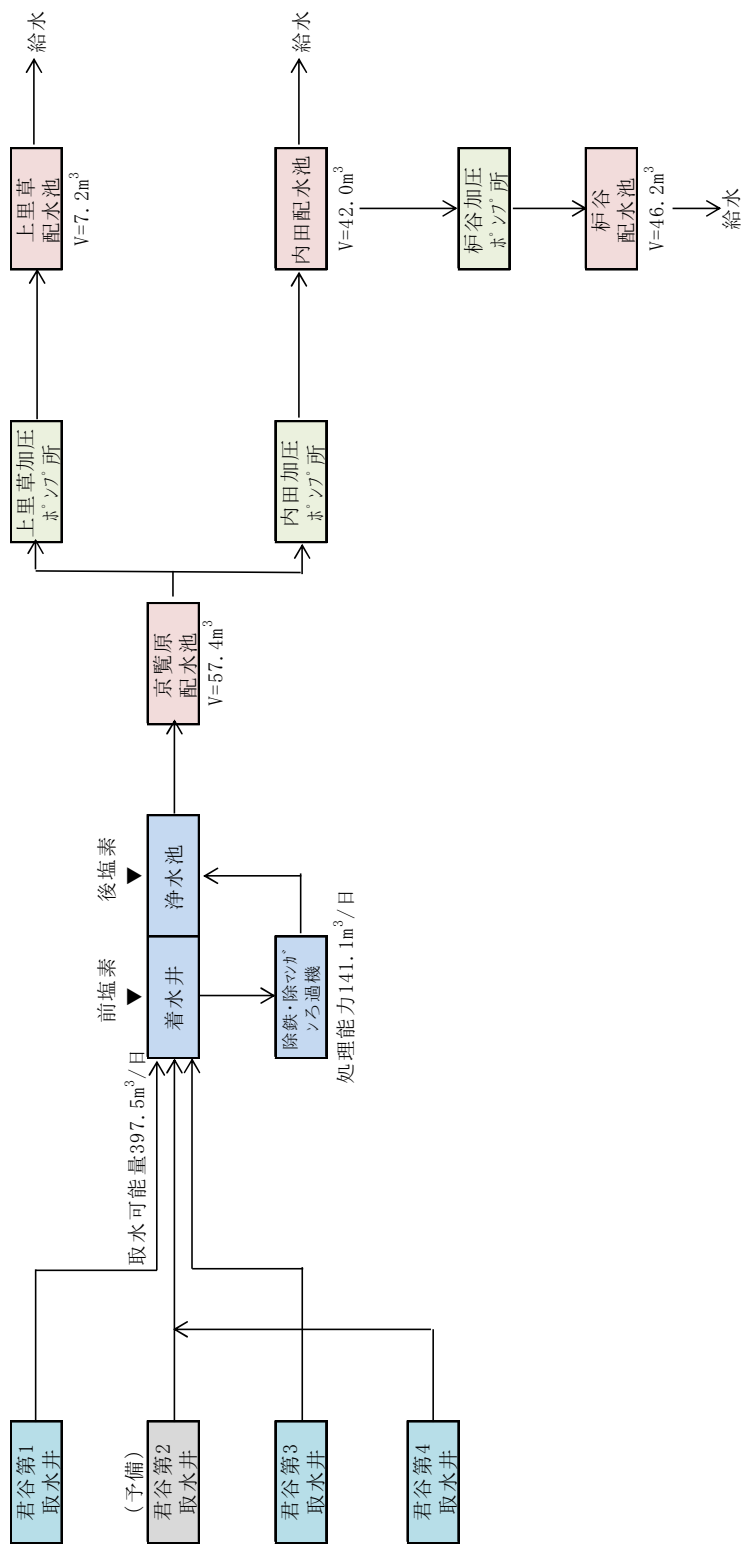 君谷第1
取水井
(予備)
君谷第2
取水井
君谷第3
取水井
君谷第4
取水井
取水可能量397.5m³/日
前塩素
▼
着水井
後塩素
▼
浄水池
除鉄・除ﾏﾝｶﾞ
ﾝろ過機
処理能力141.1m³/日
京覧原
配水池
V=57.4m³
上里草加圧
ﾎﾟﾝﾌﾟ所
上里草
配水池
V=7.2m³
給水
内田加圧
ﾎﾟﾝﾌﾟ所
内田配水池
V=42.0m³
給水
枦谷加圧
ﾎﾟﾝﾌﾟ所
枦谷
配水池
V=46.2m³
給水